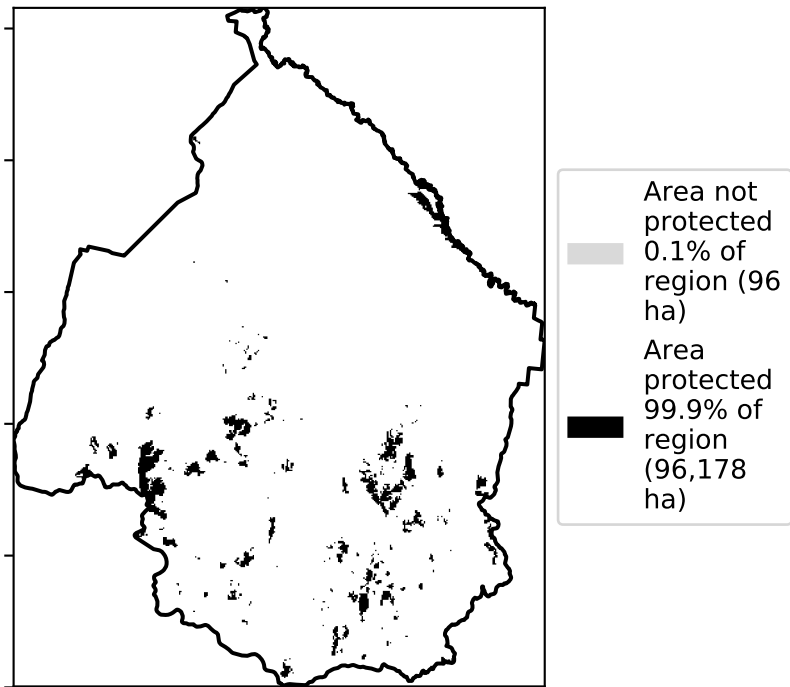 Area not
protected
0.1% of
region (96
ha)
Area
protected
99.9% of
region
(96,178
ha)